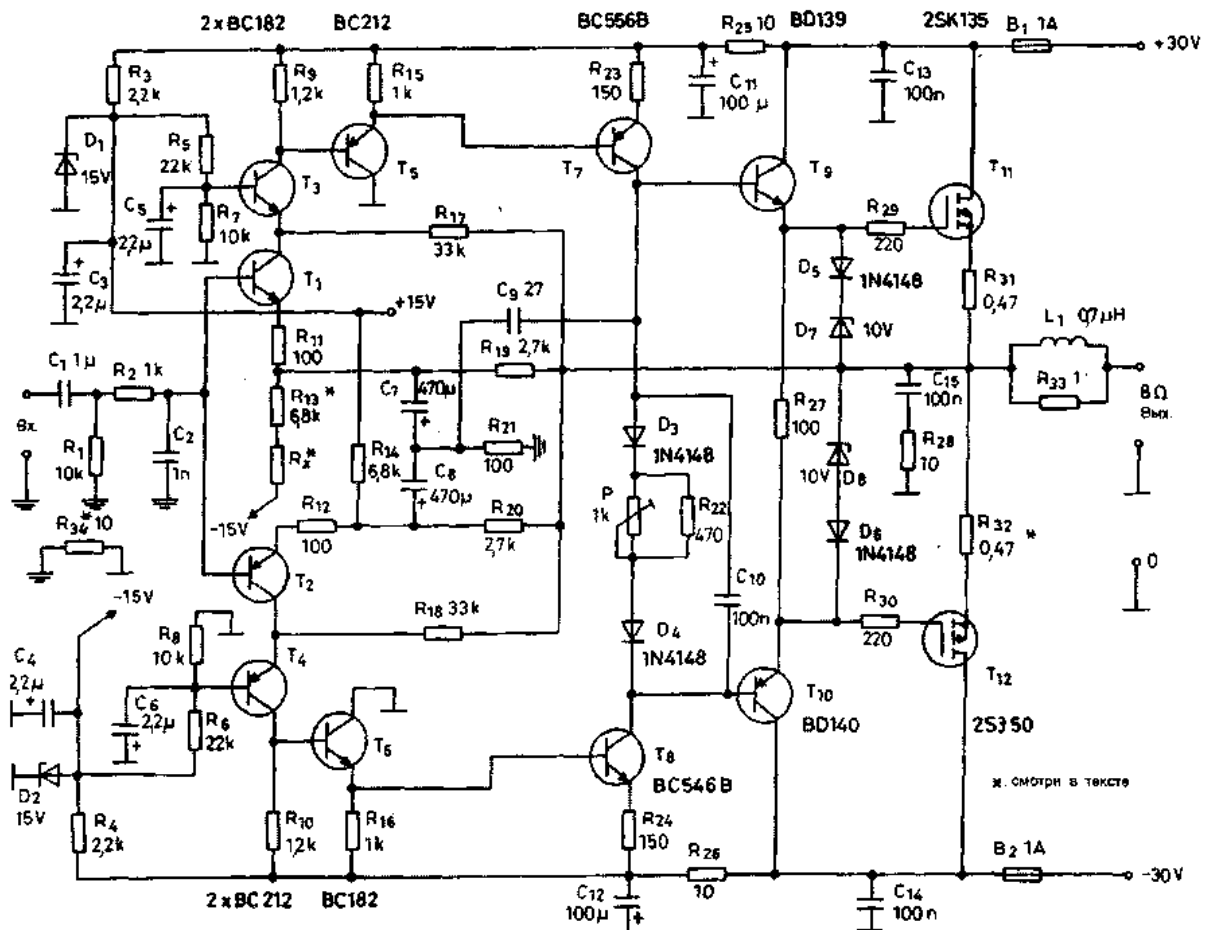 2xBC182 BC212 BC556B BD139 2SK135
R3 2,2k
R9 1,2k
R15 1k
R23 150
C11 100µ
R25 10
C13 100n
B1 1A
+30V
D1 15V
R5 22k
T3
T5
T7
T9
T11
C5 2,2µ
R7 10k
R17 33k
R29 220
C3 2,2µ
T1
D5 1N4148
R31 0,47
+15V
C9 27
D7 10V
L1 0,7µH
R11 100
R19 2,7k
C1 1µ
R2 1k
R13* 6,8k
C7 470µ
C15 100n
R33 1
8Ω
Вых.
Вх.
R1 10k
C2 1n
Rx*
R14 6,8k
R21 100
R27 100
R28 10
D3 1N4148
D8 10V
C8 470µ
P 1k
R22 470
R34* 10
-15V
R12 100
R20 2,7k
D6 1N4148
R32 0,47 *
0
T2
C10 100n
-15V
R18 33k
R30 220
R8 10k
T4
D4 1N4148
C4 2,2µ
C6 2,2µ
R6 22k
T6
T8
BC546B
T10
BD140
T12
2SJ50
D2 15V
*. смотри в тексте
R4 2,2k
R10 1,2k
R16 1k
R24 150
R26 10
B2 1A
-30V
2xBC212 BC182
C12 100µ
C14 100n